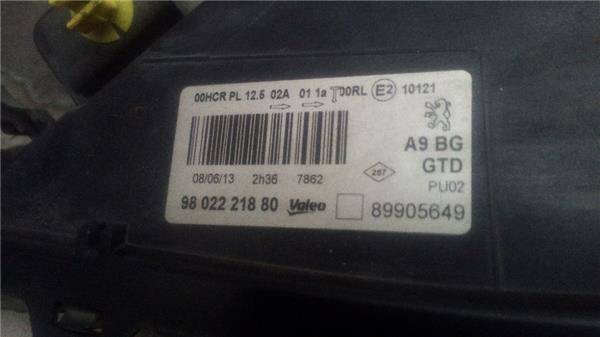 00HCR PL 12.5 02A 01 1a 00RL E2 10121
A9 BG
GTD
287
PU02
08/06/13 2h36 7862
98 022 218 80 Valeo 89905649